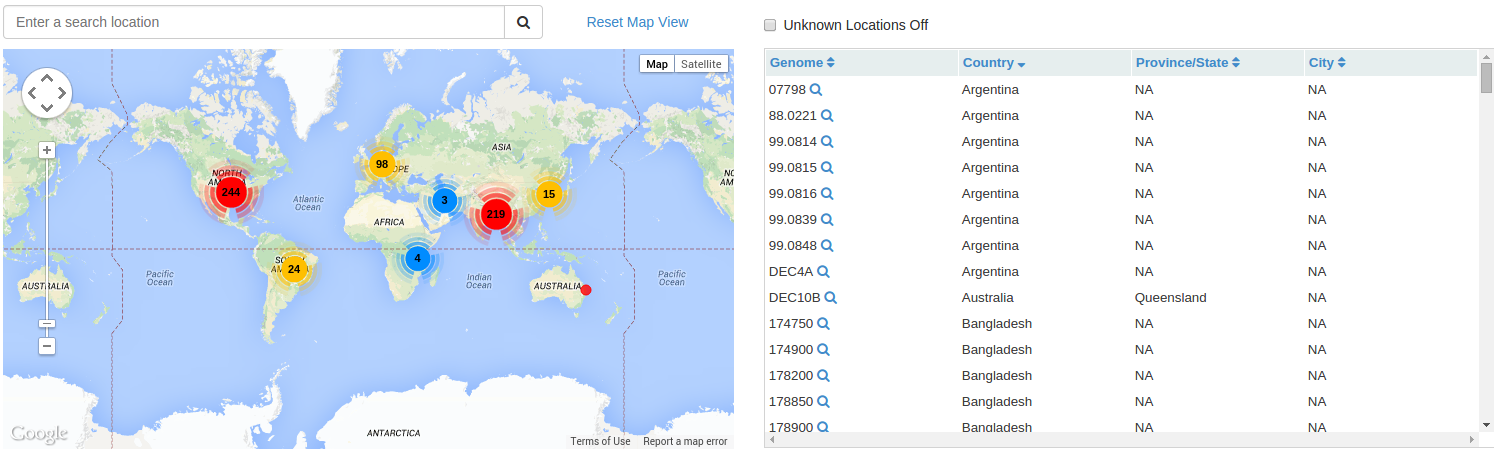 Enter a search location
Reset Map View
Map Satellite
ASIA
98
NORTH
244
3
219
15
Atlantic
Ocean
AFRICA
4
24
Pacific
Ocean
Indian
Ocean
Pacific
Ocean
AUSTRALIA
AUSTRALIA
ANTARCTICA
Google
Terms of Use Report a map error
Unknown Locations Off
Genome Country Province/State City
07798 Argentina NA NA
88.0221 Argentina NA NA
99.0814 Argentina NA NA
99.0815 Argentina NA NA
99.0816 Argentina NA NA
99.0839 Argentina NA NA
99.0848 Argentina NA NA
DEC4A Argentina NA NA
DEC10B Australia Queensland NA
174750 Bangladesh NA NA
174900 Bangladesh NA NA
178200 Bangladesh NA NA
178850 Bangladesh NA NA
178900 Bangladesh NA NA